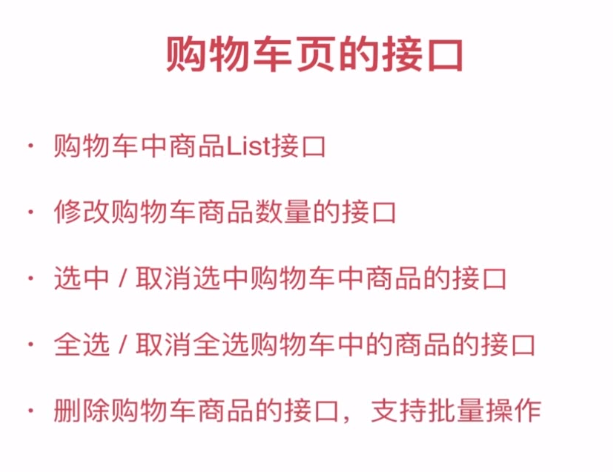 购物车页的接口
· 购物车中商品List接口
· 修改购物车商品数量的接口
· 选中 / 取消选中购物车中商品的接口
· 全选 / 取消全选购物车中的商品的接口
· 删除购物车商品的接口，支持批量操作